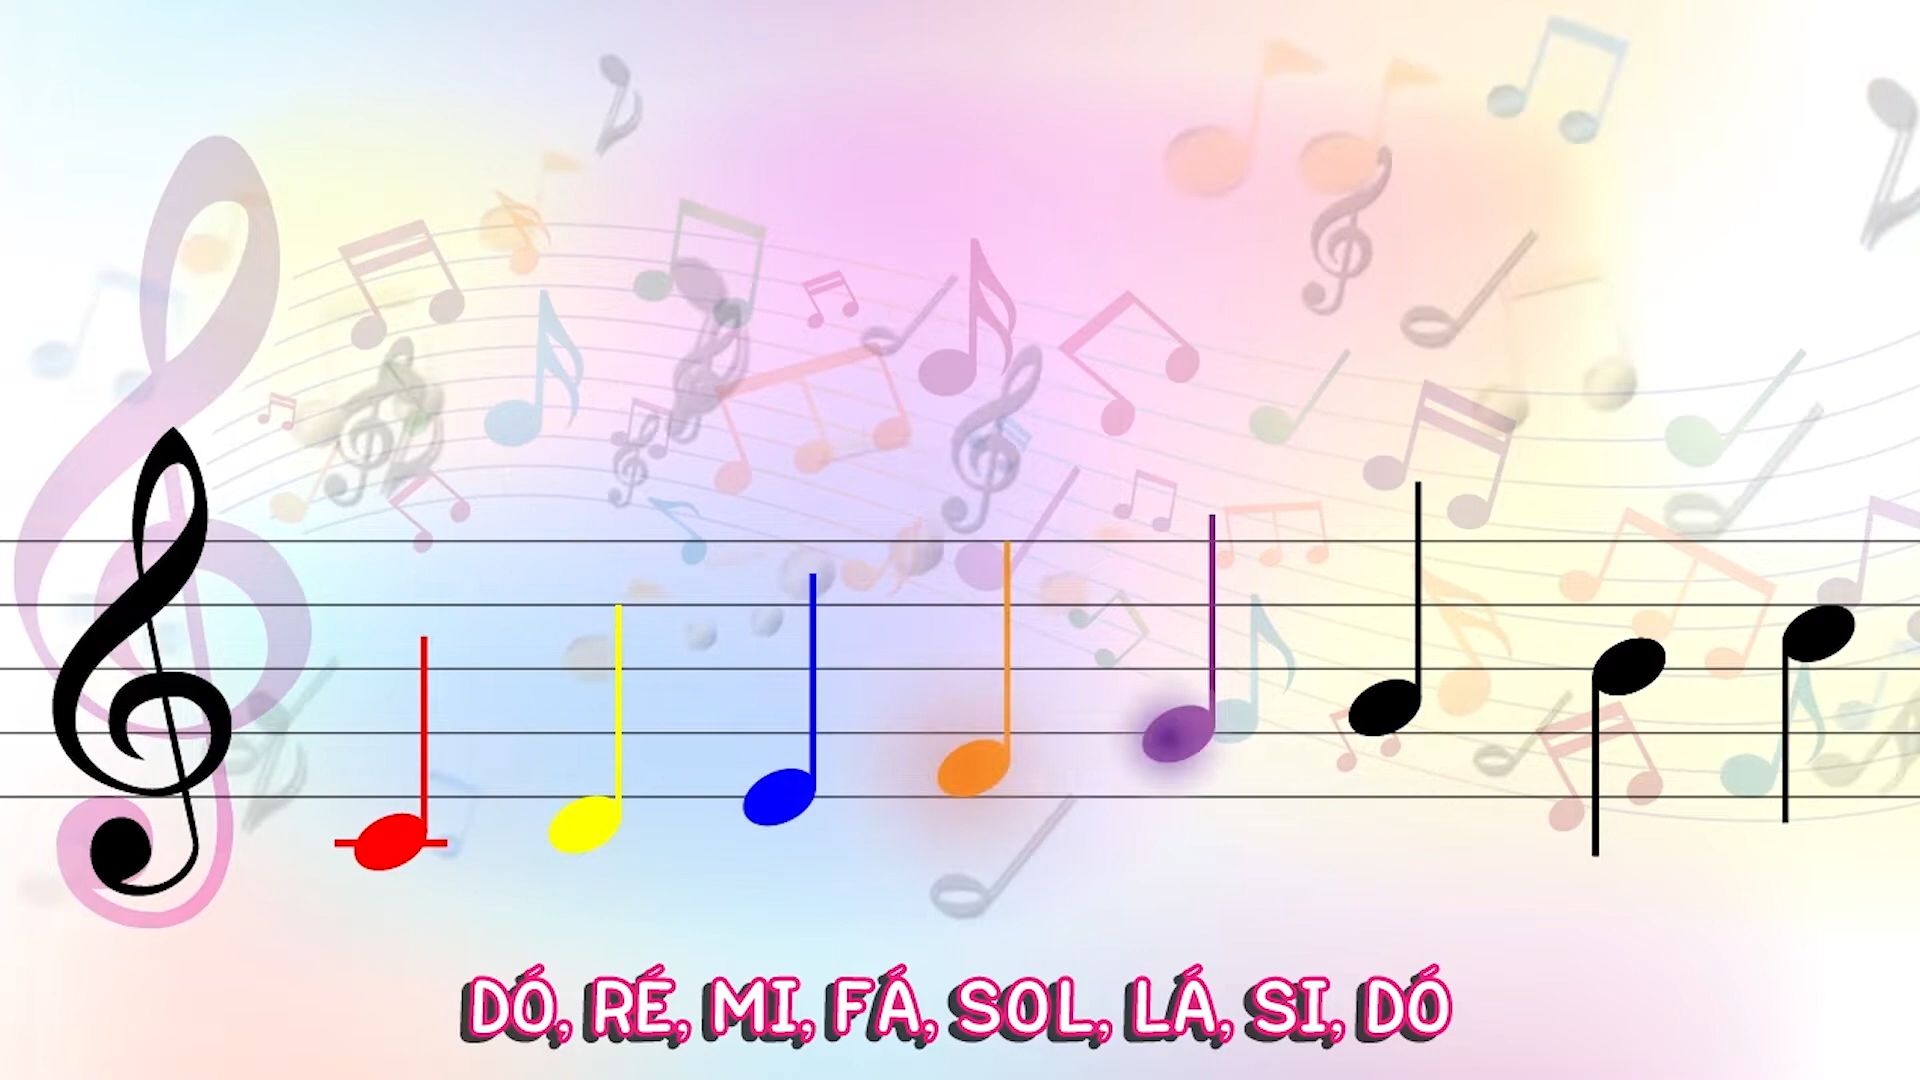 DÓ, RÉ, MI, FÁ, SOL, LÁ, SI, DÓ